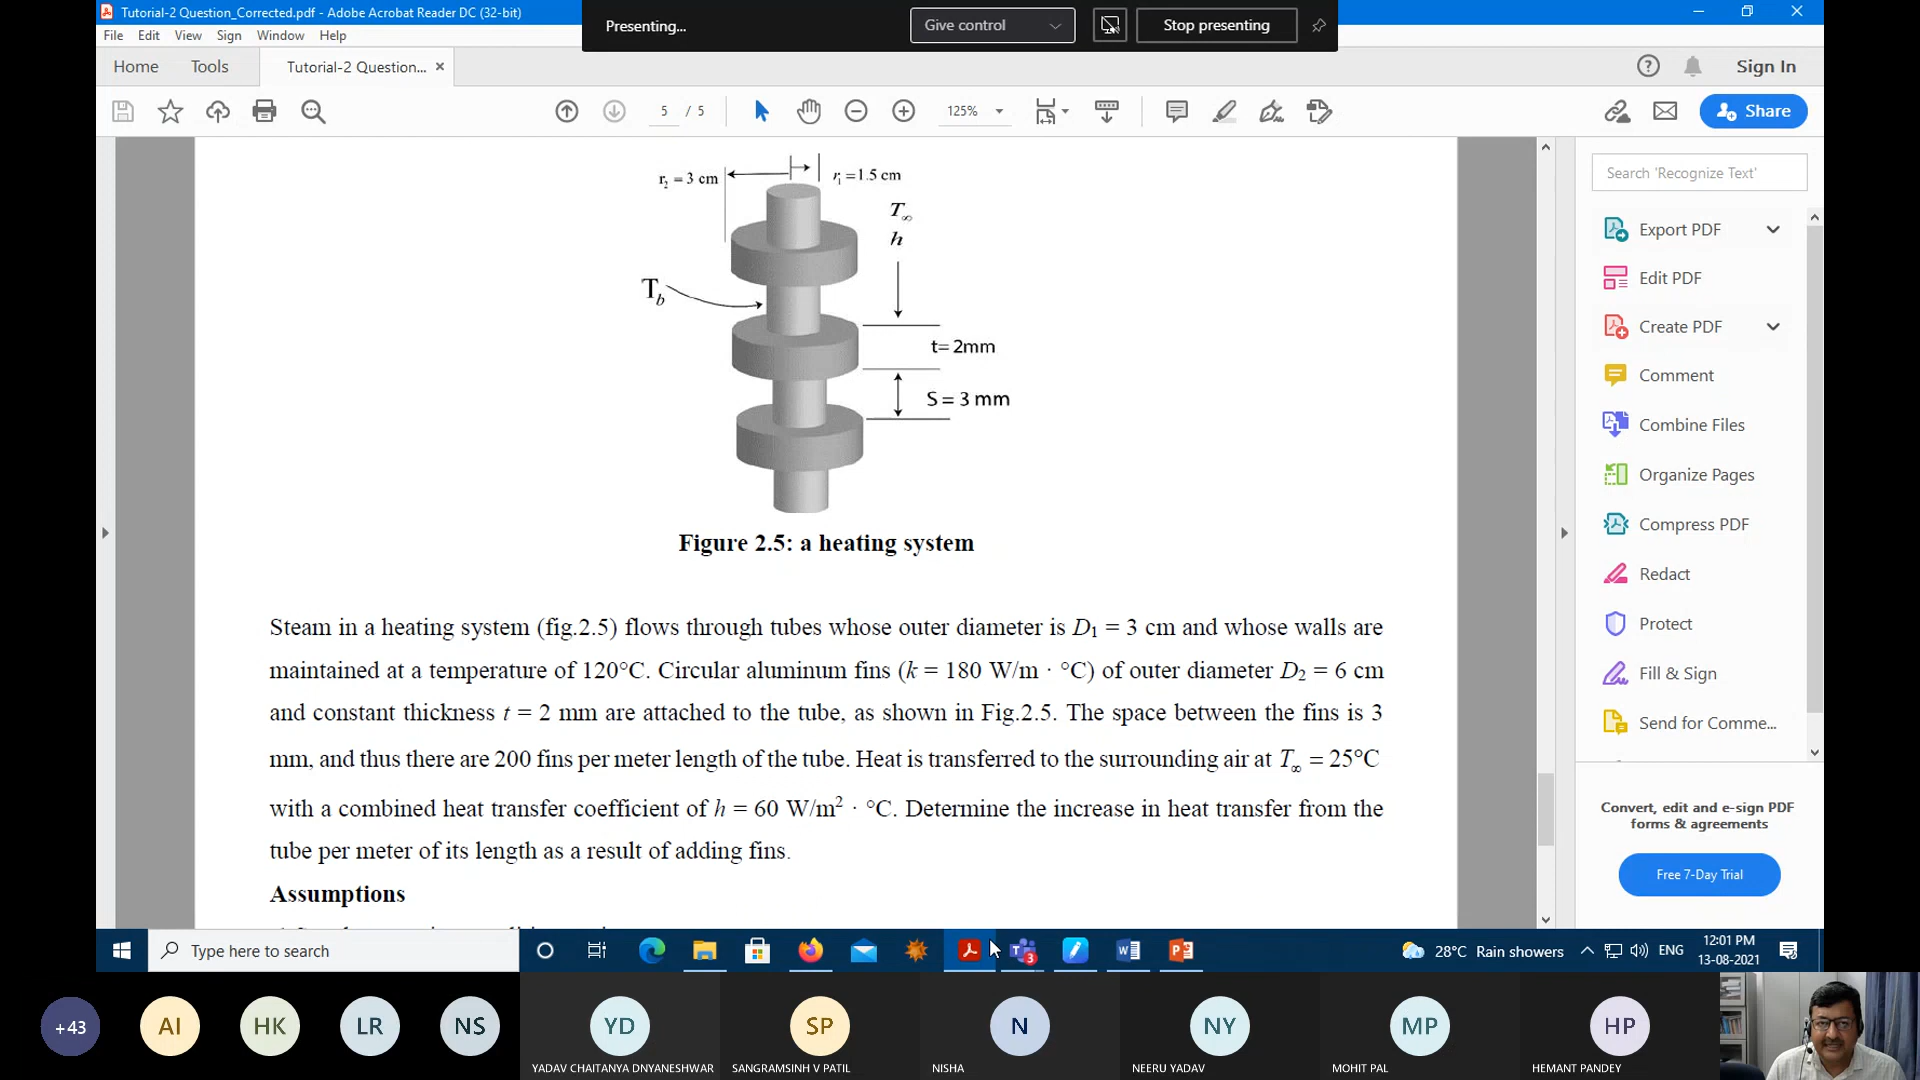 Tutorial-2 Question_Corrected.pdf - Adobe Acrobat Reader DC (32-bit)
Presenting...
Give control
Stop presenting
File Edit View Sign Window Help
Home Tools Tutorial-2 Question... ×
Sign In
5 / 5
125%
Share
r₂ = 3 cm
r₁ = 1.5 cm
T∞
h
T_b
t= 2mm
S = 3 mm
Figure 2.5: a heating system
Steam in a heating system (fig.2.5) flows through tubes whose outer diameter is D₁ = 3 cm and whose walls are
maintained at a temperature of 120°C. Circular aluminum fins (k = 180 W/m · °C) of outer diameter D₂ = 6 cm
and constant thickness t = 2 mm are attached to the tube, as shown in Fig.2.5. The space between the fins is 3
mm, and thus there are 200 fins per meter length of the tube. Heat is transferred to the surrounding air at T∞ = 25°C
with a combined heat transfer coefficient of h = 60 W/m² · °C. Determine the increase in heat transfer from the
tube per meter of its length as a result of adding fins.
Assumptions
Search 'Recognize Text'
Export PDF
Edit PDF
Create PDF
Comment
Combine Files
Organize Pages
Compress PDF
Redact
Protect
Fill & Sign
Send for Comme...
Convert, edit and e-sign PDF
forms & agreements
Free 7-Day Trial
Type here to search
3
28°C Rain showers
ENG
12:01 PM
13-08-2021
+43
AI
HK
LR
NS
YD
YADAV CHAITANYA DNYANESHWAR
SP
SANGRAMSINH V PATIL
N
NISHA
NY
NEERU YADAV
MP
MOHIT PAL
HP
HEMANT PANDEY